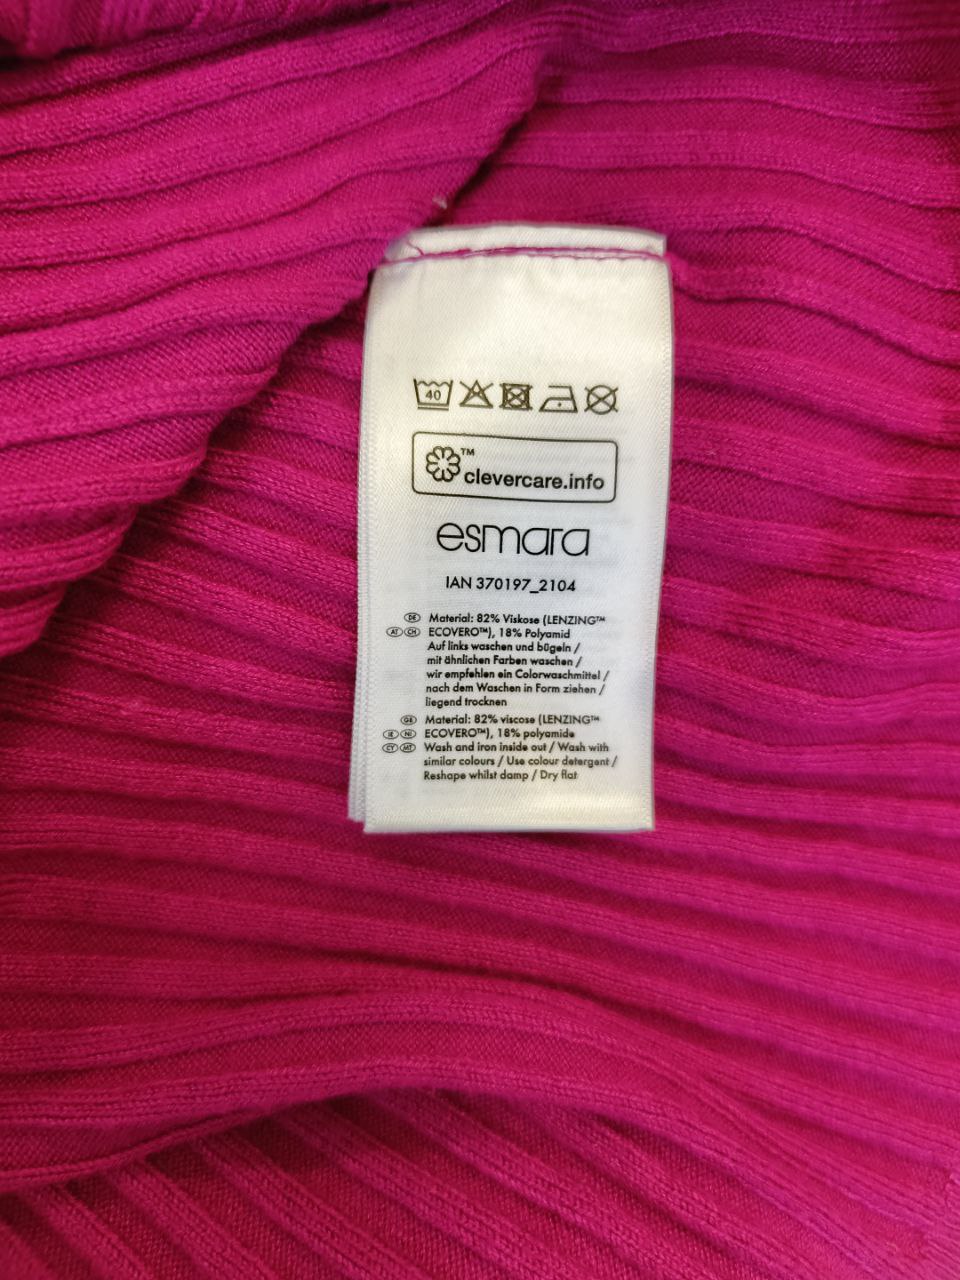 40
clevercare.info™
esmara
IAN 370197_2104
DE Material: 82% Viskose (LENZING™
AT CH ECOVERO™), 18% Polyamid
Auf links waschen und bügeln /
mit ähnlichen Farben waschen /
wir empfehlen ein Colorwaschmittel /
nach dem Waschen in Form ziehen /
liegend trocknen
GB Material: 82% viscose (LENZING™
IE NI ECOVERO™), 18% polyamide
CY MT Wash and iron inside out / Wash with
similar colours / Use colour detergent /
Reshape whilst damp / Dry flat